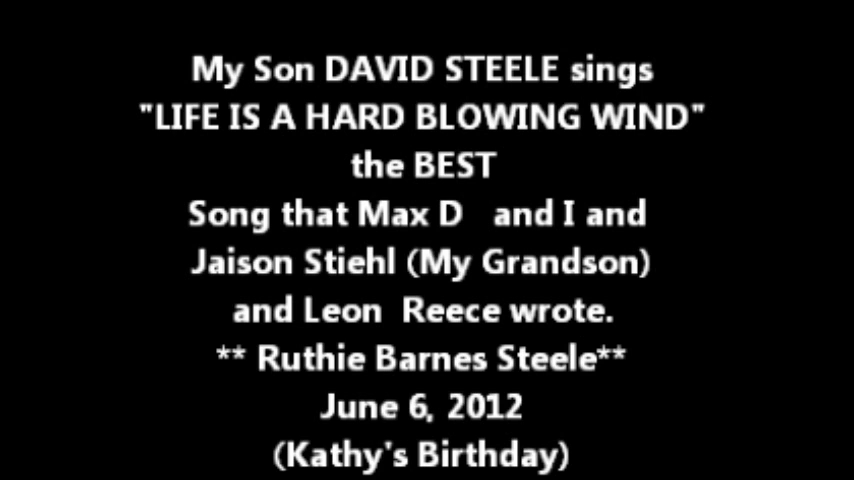 My Son DAVID STEELE sings
"LIFE IS A HARD BLOWING WIND"
the BEST
Song that Max D   and I and
Jaison Stiehl (My Grandson)
and Leon  Reece wrote.
** Ruthie Barnes Steele**
June 6, 2012
(Kathy's Birthday)